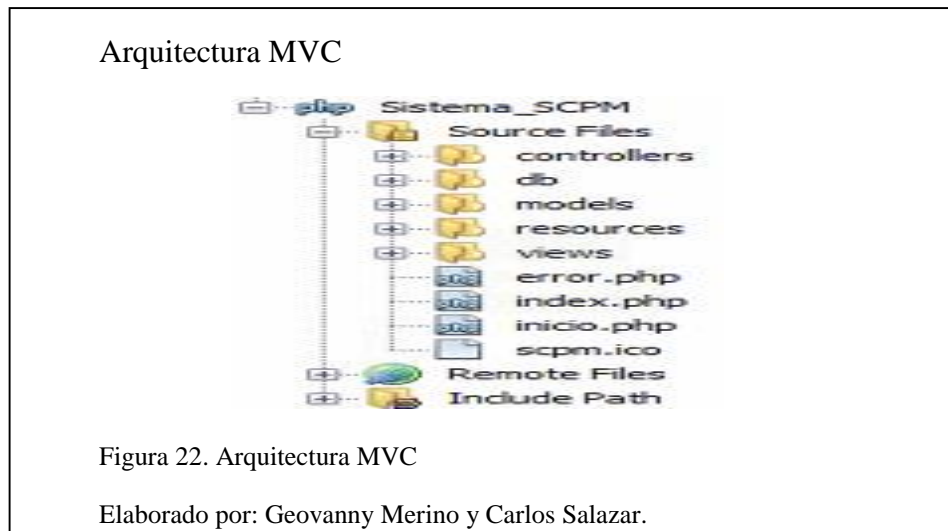 Arquitectura MVC
php Sistema_SCPM
Source Files
controllers
db
models
resources
views
error.php
index.php
inicio.php
scpm.ico
Remote Files
Include Path
Figura 22. Arquitectura MVC
Elaborado por: Geovanny Merino y Carlos Salazar.